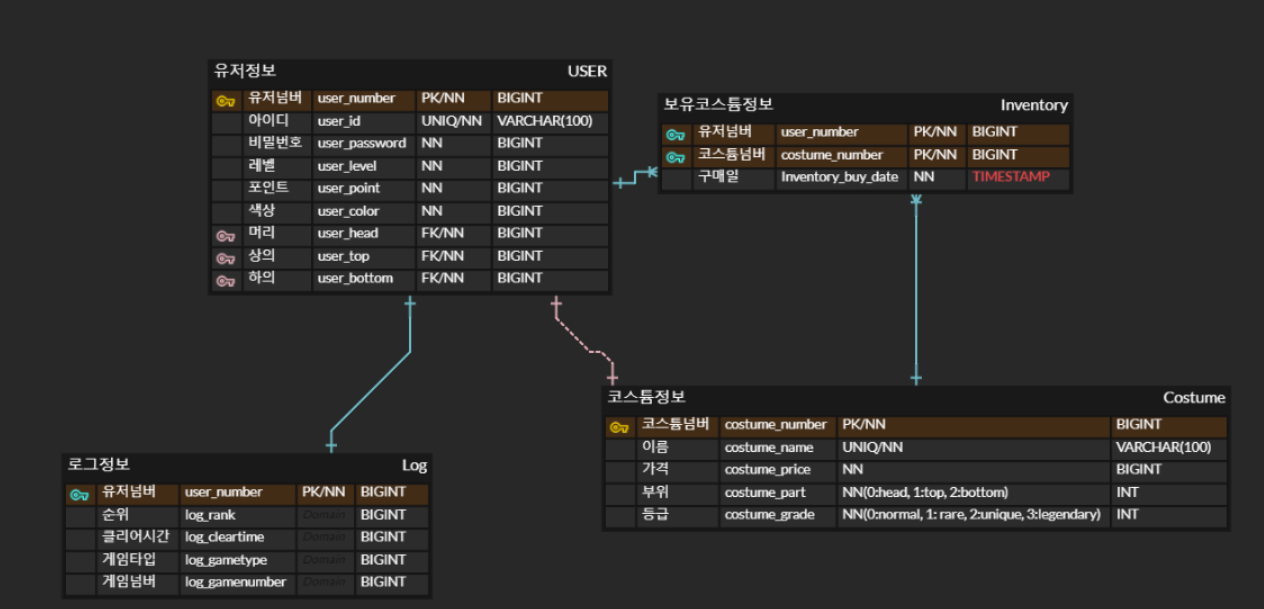 유저정보 USER
유저넘버 user_number PK/NN BIGINT
아이디 user_id UNIQ/NN VARCHAR(100)
비밀번호 user_password NN BIGINT
레벨 user_level NN BIGINT
포인트 user_point NN BIGINT
색상 user_color NN BIGINT
머리 user_head FK/NN BIGINT
상의 user_top FK/NN BIGINT
하의 user_bottom FK/NN BIGINT
보유코스튬정보 Inventory
유저넘버 user_number PK/NN BIGINT
코스튬넘버 costume_number PK/NN BIGINT
구매일 Inventory_buy_date NN TIMESTAMP
코스튬정보 Costume
코스튬넘버 costume_number PK/NN BIGINT
이름 costume_name UNIQ/NN VARCHAR(100)
가격 costume_price NN BIGINT
부위 costume_part NN(0:head, 1:top, 2:bottom) INT
등급 costume_grade NN(0:normal, 1: rare, 2:unique, 3:legendary) INT
로그정보 Log
유저넘버 user_number PK/NN BIGINT
순위 log_rank Domain BIGINT
클리어시간 log_cleartime Domain BIGINT
게임타입 log_gametype Domain BIGINT
게임넘버 log_gamenumber Domain BIGINT